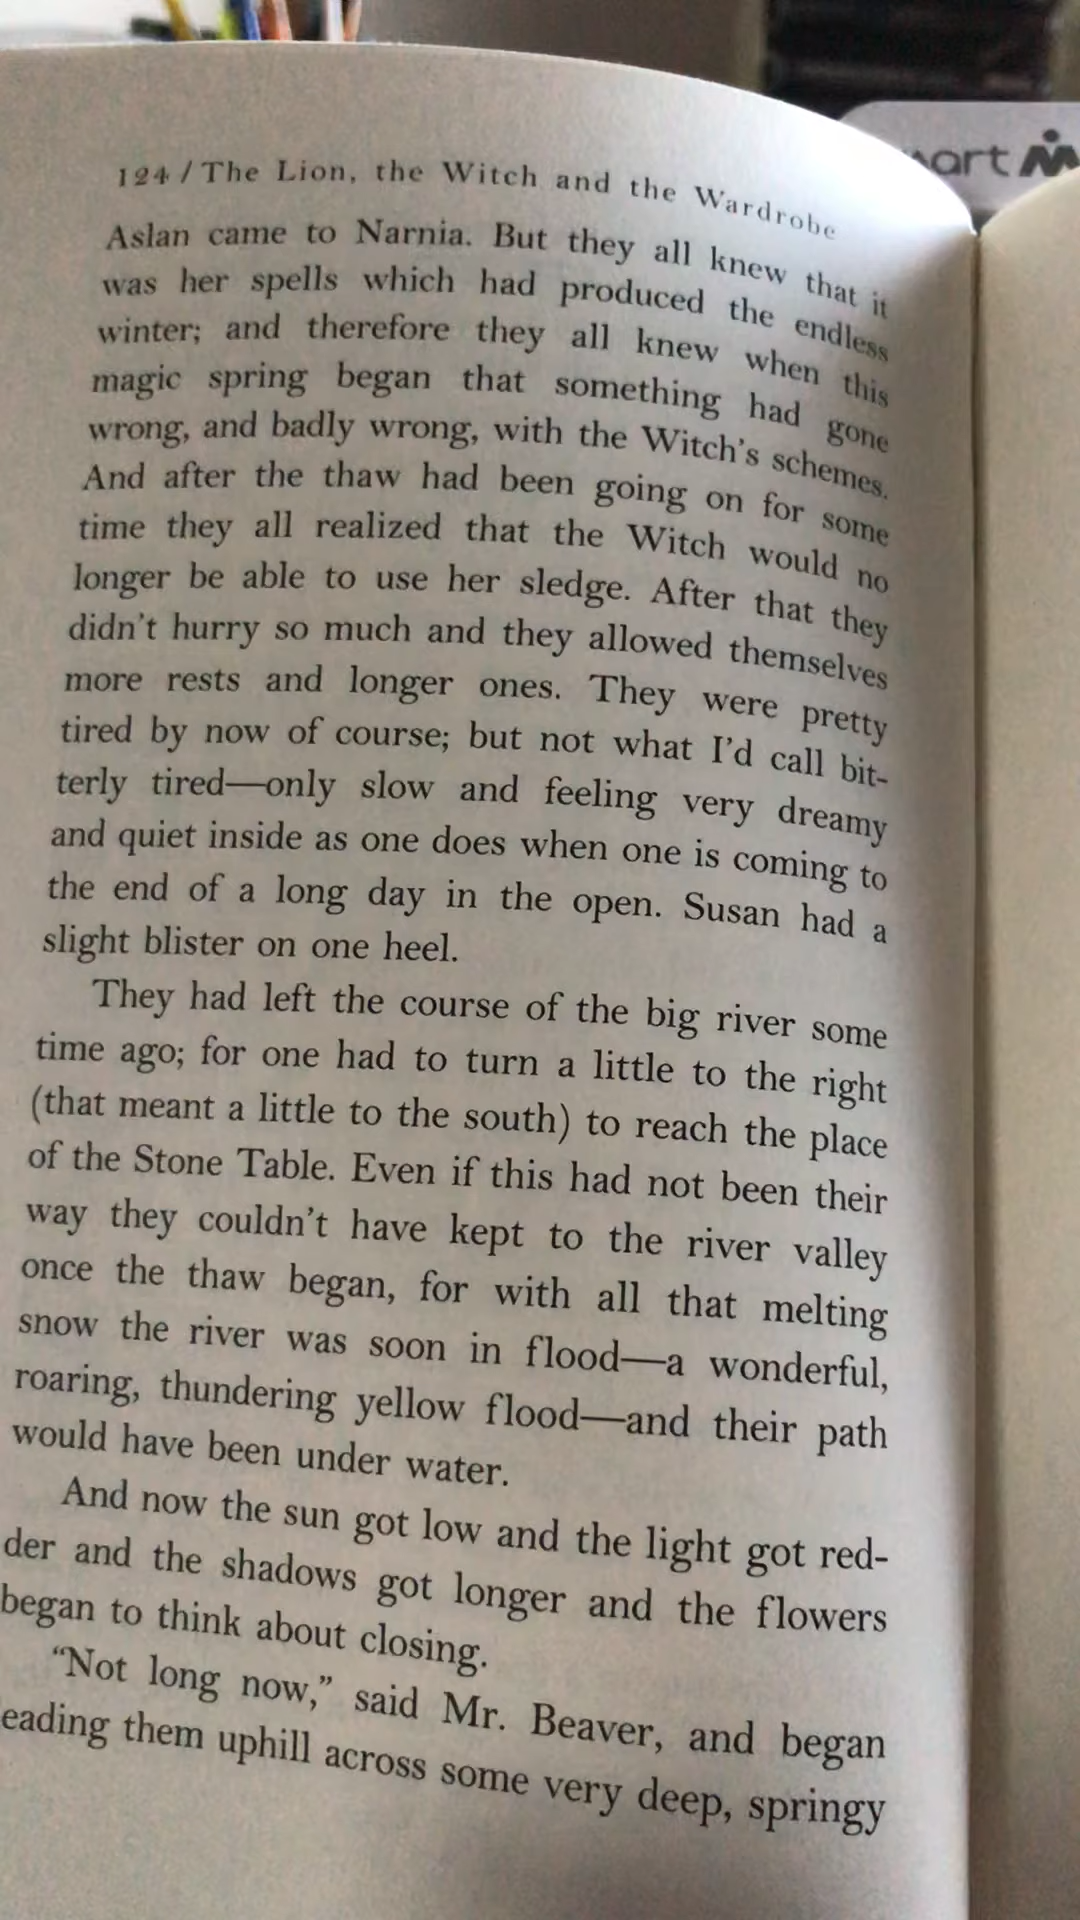 124 / The Lion, the Witch and the Wardrobe
Aslan came to Narnia. But they all knew that it
was her spells which had produced the endless
winter; and therefore they all knew when this
magic spring began that something had gone
wrong, and badly wrong, with the Witch's schemes.
And after the thaw had been going on for some
time they all realized that the Witch would no
longer be able to use her sledge. After that they
didn't hurry so much and they allowed themselves
more rests and longer ones. They were pretty
tired by now of course; but not what I'd call bit-
terly tired—only slow and feeling very dreamy
and quiet inside as one does when one is coming to
the end of a long day in the open. Susan had a
slight blister on one heel.
They had left the course of the big river some
time ago; for one had to turn a little to the right
(that meant a little to the south) to reach the place
of the Stone Table. Even if this had not been their
way they couldn't have kept to the river valley
once the thaw began, for with all that melting
snow the river was soon in flood—a wonderful,
roaring, thundering yellow flood—and their path
would have been under water.
And now the sun got low and the light got red-
der and the shadows got longer and the flowers
began to think about closing.
"Not long now," said Mr. Beaver, and began
eading them uphill across some very deep, springy
art